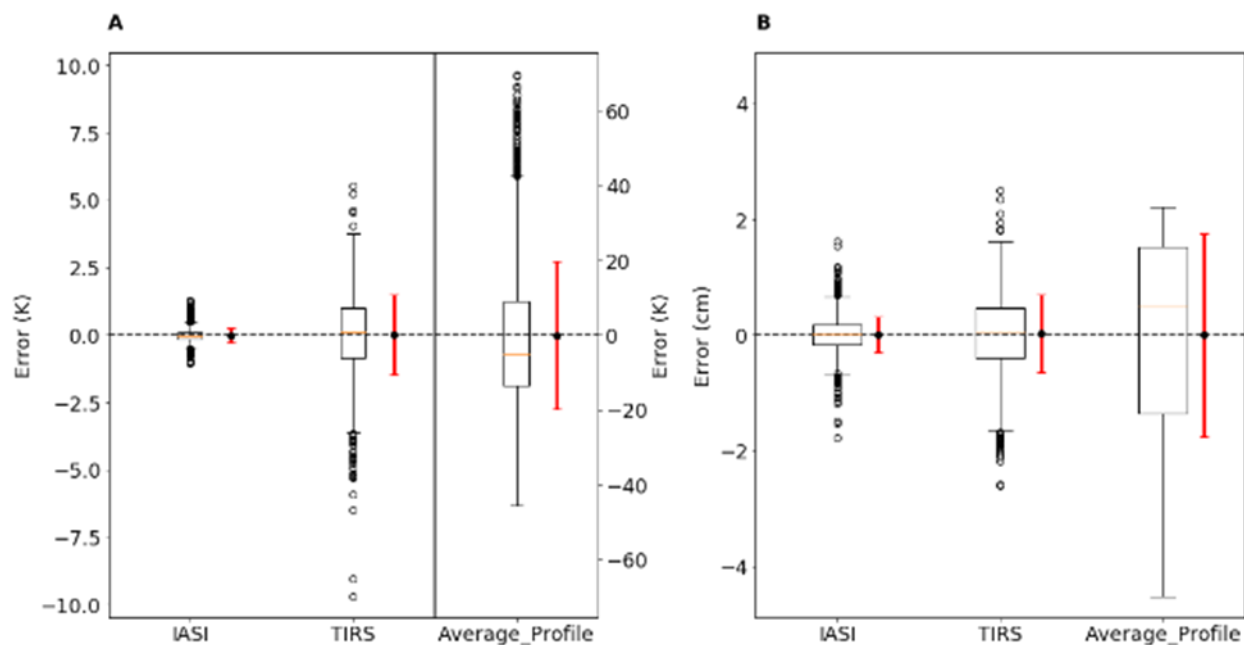 A
B
10.0
7.5
5.0
2.5
0.0
−2.5
−5.0
−7.5
−10.0
Error (K)
IASI
TIRS
Average_Profile
60
40
20
0
−20
−40
−60
Error (K)
4
2
0
−2
−4
Error (cm)
IASI
TIRS
Average_Profile